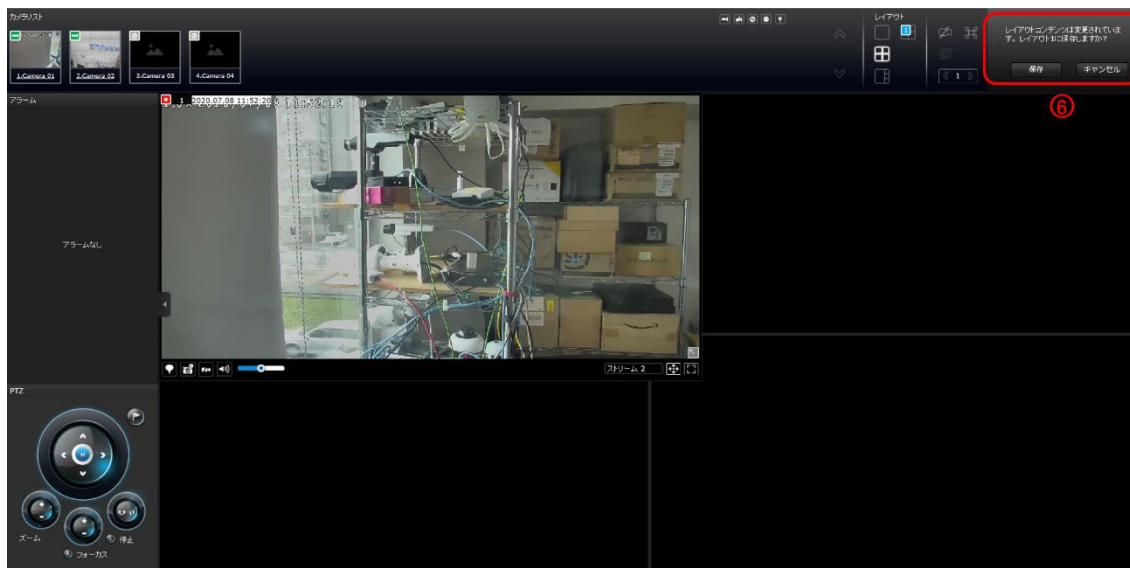 カメラリスト
1.Camera 01
2.Camera 02
3.Camera 03
4.Camera 04
レイアウト
1
« 1 »
レイアウトコンテンツは変更されていま
す。レイアウト1に保存しますか?
保存
キャンセル
⑥
アラーム
アラームなし
1 2020.07.08 11:52:20
ストリーム 2
PTZ
H
ズーム
停止
フォーカス